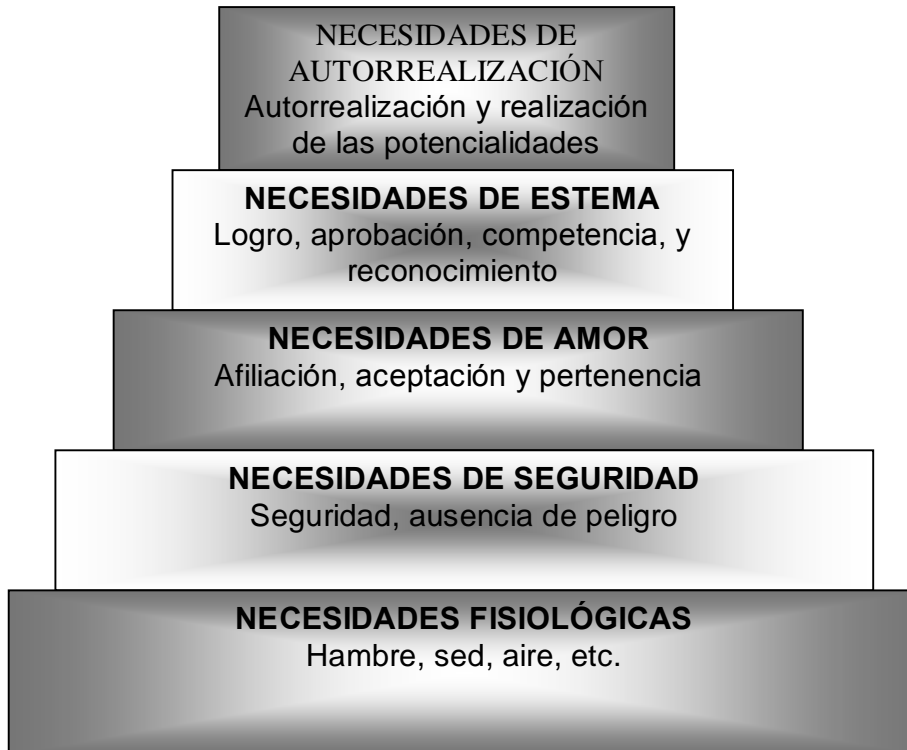 NECESIDADES DE
AUTORREALIZACIÓN
Autorrealización y realización
de las potencialidades
NECESIDADES DE ESTEMA
Logro, aprobación, competencia, y
reconocimiento
NECESIDADES DE AMOR
Afiliación, aceptación y pertenencia
NECESIDADES DE SEGURIDAD
Seguridad, ausencia de peligro
NECESIDADES FISIOLÓGICAS
Hambre, sed, aire, etc.